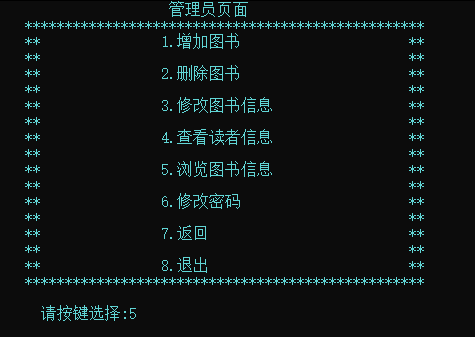 管理员页面
**************************************************
** 1.增加图书 **
** **
** 2.删除图书 **
** **
** 3.修改图书信息 **
** **
** 4.查看读者信息 **
** **
** 5.浏览图书信息 **
** **
** 6.修改密码 **
** **
** 7.返回 **
** **
** 8.退出 **
**************************************************
请按键选择:5